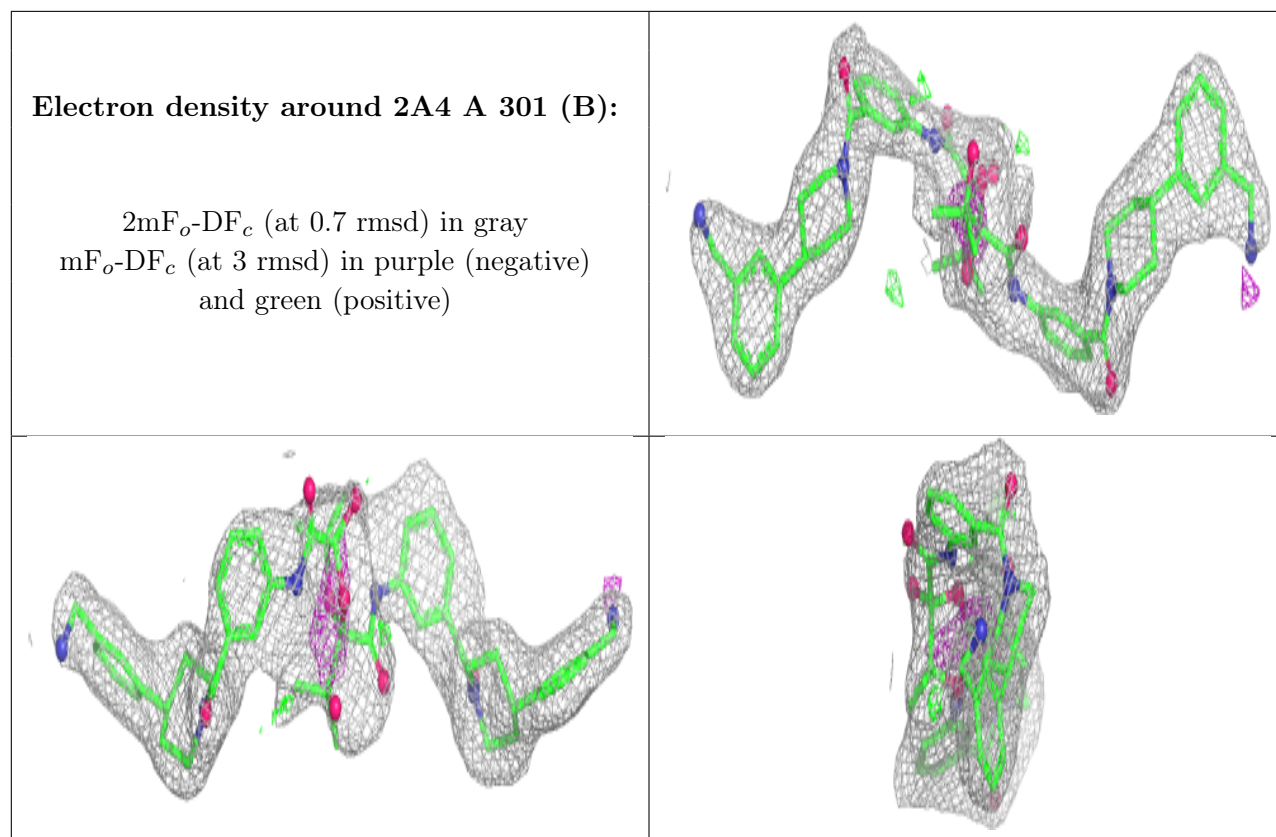 Electron density around 2A4 A 301 (B):
2mFₒ-DF𝒸 (at 0.7 rmsd) in gray
mFₒ-DF𝒸 (at 3 rmsd) in purple (negative)
and green (positive)